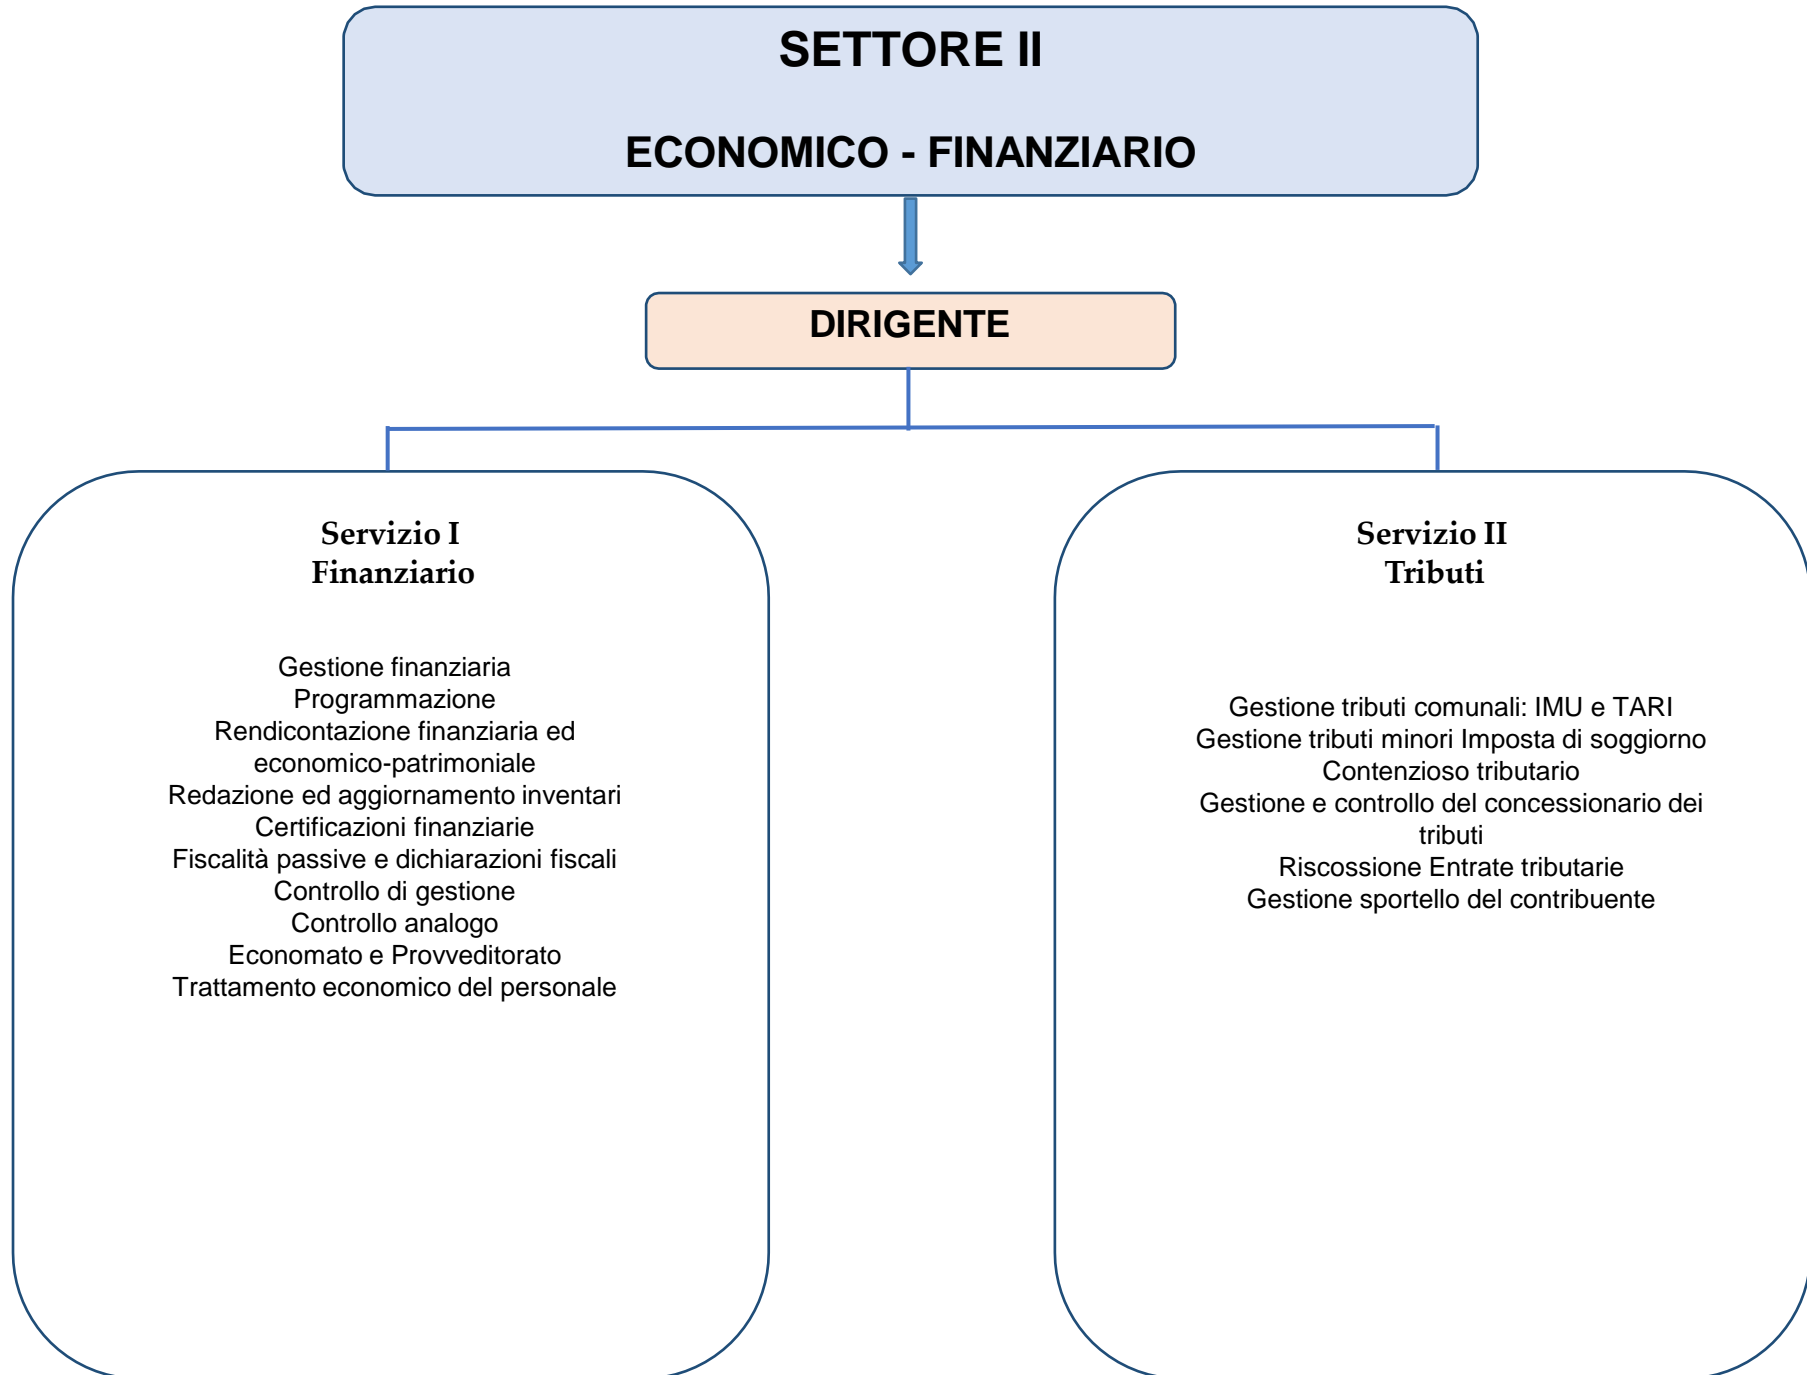 SETTORE II
ECONOMICO - FINANZIARIO
DIRIGENTE
Servizio I
Finanziario
Gestione finanziaria
Programmazione
Rendicontazione finanziaria ed
economico-patrimoniale
Redazione ed aggiornamento inventari
Certificazioni finanziarie
Fiscalità passive e dichiarazioni fiscali
Controllo di gestione
Controllo analogo
Economato e Provveditorato
Trattamento economico del personale
Servizio II
Tributi
Gestione tributi comunali: IMU e TARI
Gestione tributi minori Imposta di soggiorno
Contenzioso tributario
Gestione e controllo del concessionario dei
tributi
Riscossione Entrate tributarie
Gestione sportello del contribuente